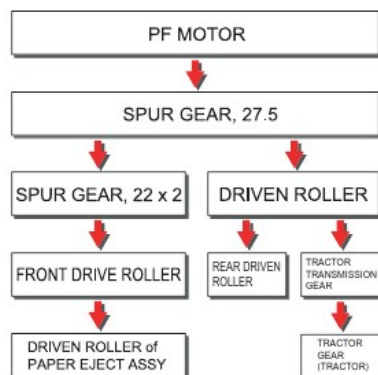 PF MOTOR
SPUR GEAR, 27.5
SPUR GEAR, 22 x 2
DRIVEN ROLLER
FRONT DRIVE ROLLER
REAR DRIVEN
ROLLER
TRACTOR
TRANSMISSION
GEAR
DRIVEN ROLLER of
PAPER EJECT ASSY
TRACTOR
GEAR
(TRACTOR)